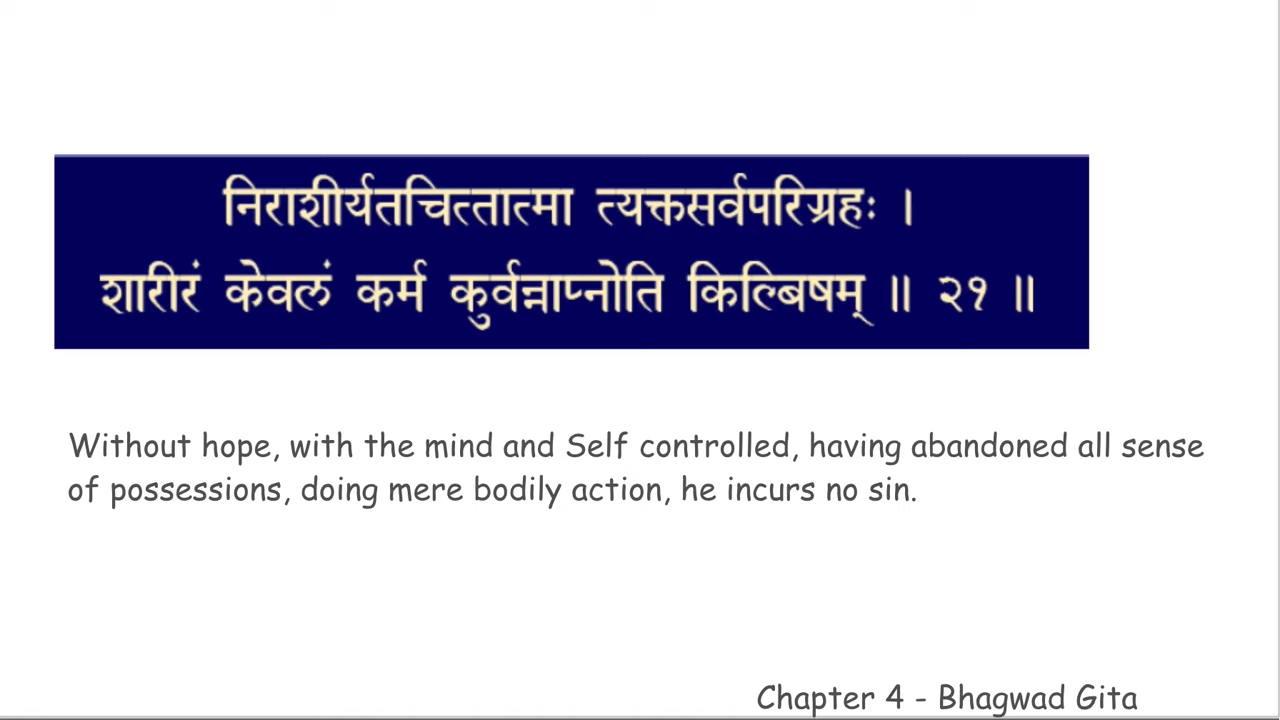 निराशीर्यतचित्तात्मा त्यक्तसर्वपरिग्रहः ।
शारीरं केवलं कर्म कुर्वन्नाप्नोति किल्बिषम् ॥ २१ ॥
Without hope, with the mind and Self controlled, having abandoned all sense
of possessions, doing mere bodily action, he incurs no sin.
Chapter 4 - Bhagwad Gita